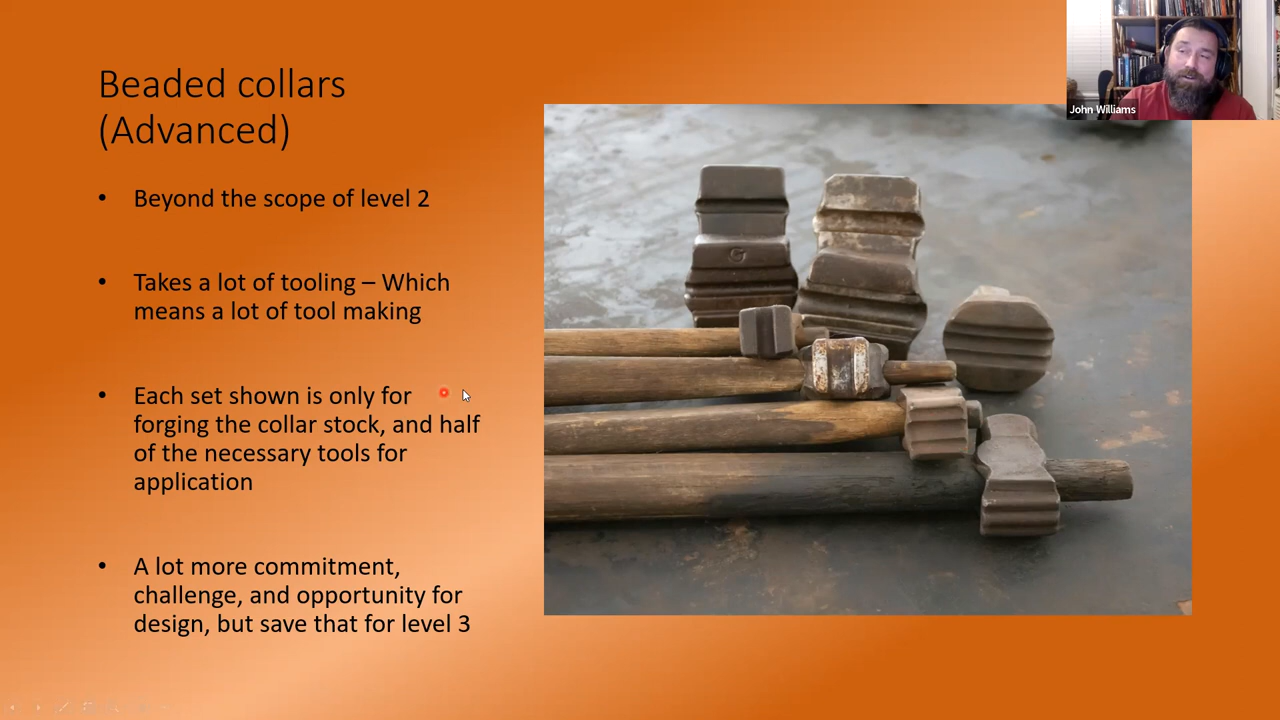 Beaded collars
(Advanced)
• Beyond the scope of level 2
• Takes a lot of tooling – Which
means a lot of tool making
• Each set shown is only for
forging the collar stock, and half
of the necessary tools for
application
• A lot more commitment,
challenge, and opportunity for
design, but save that for level 3
John Williams
G